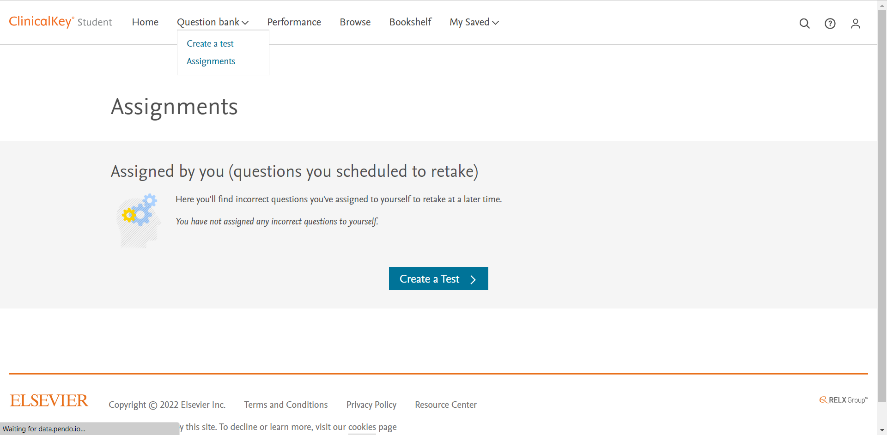 ClinicalKey® Student Home Question bank Performance Browse Bookshelf My Saved
Create a test
Assignments
Assignments
Assigned by you (questions you scheduled to retake)
Here you'll find incorrect questions you've assigned to yourself to retake at a later time.
You have not assigned any incorrect questions to yourself.
Create a Test
ELSEVIER Copyright © 2022 Elsevier Inc. Terms and Conditions Privacy Policy Resource Center RELX Group™
Waiting for data.pendo.io... y this site. To decline or learn more, visit our cookies page